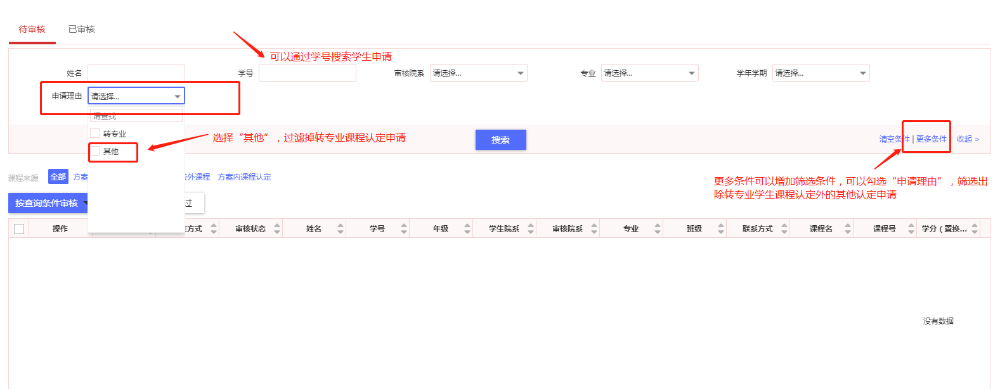 待审核
已审核
可以通过学号搜索学生申请
姓名
学号
审核院系
请选择...
专业
请选择...
学年学期
请选择...
申请理由
请选择...
请查找
转专业
其他
选择“其他”，过滤掉转专业课程认定申请
搜索
清空条件|更多条件
收起 >
更多条件可以增加筛选条件，可以勾选“申请理由”，筛选出
除转专业学生课程认定外的其他认定申请
课程来源
全部
方案
外课程
方案内课程认定
按查询条件审核
过
操作
方式
审核状态
姓名
学号
年级
学生院系
审核院系
专业
班级
联系方式
课程名
课程号
学分（置换...
没有数据